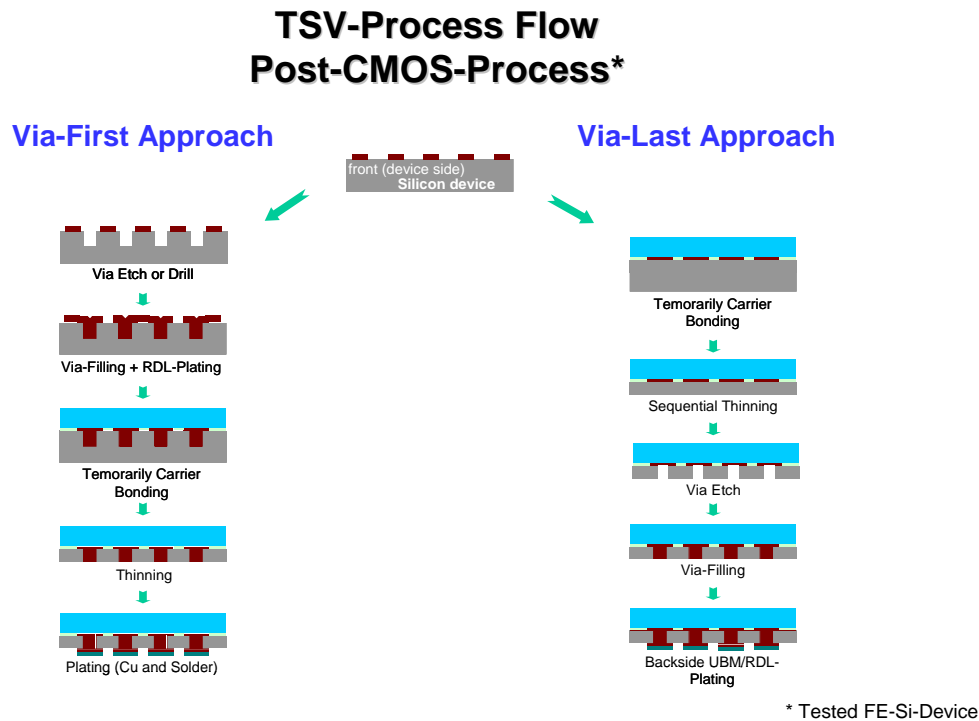 TSV-Process Flow
Post-CMOS-Process*
Via-First Approach
Via-Last Approach
front (device side)
Silicon device
Via Etch or Drill
Via-Filling + RDL-Plating
Temorarily Carrier
Bonding
Thinning
Plating (Cu and Solder)
Temorarily Carrier
Bonding
Sequential Thinning
Via Etch
Via-Filling
Backside UBM/RDL-
Plating
* Tested FE-Si-Device